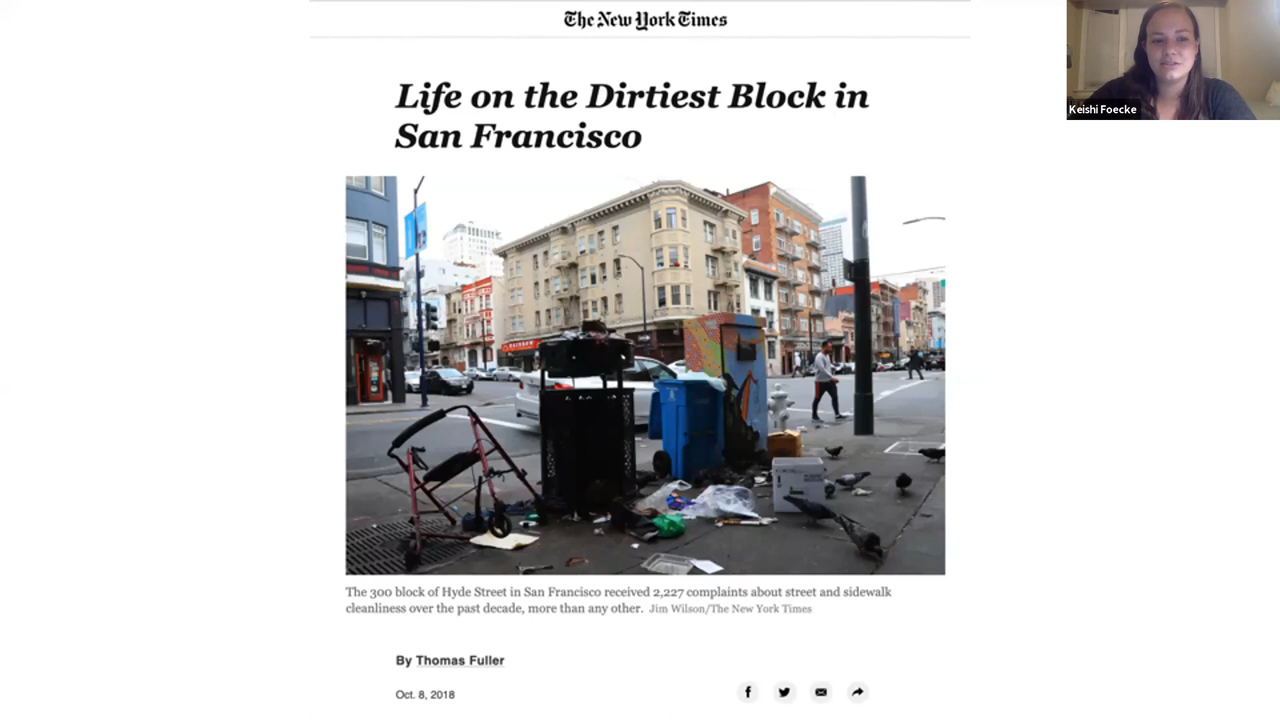 The New York Times
Keishi Foecke
Life on the Dirtiest Block in
San Francisco
The 300 block of Hyde Street in San Francisco received 2,227 complaints about street and sidewalk
cleanliness over the past decade, more than any other. Jim Wilson/The New York Times
By Thomas Fuller
Oct. 8, 2018